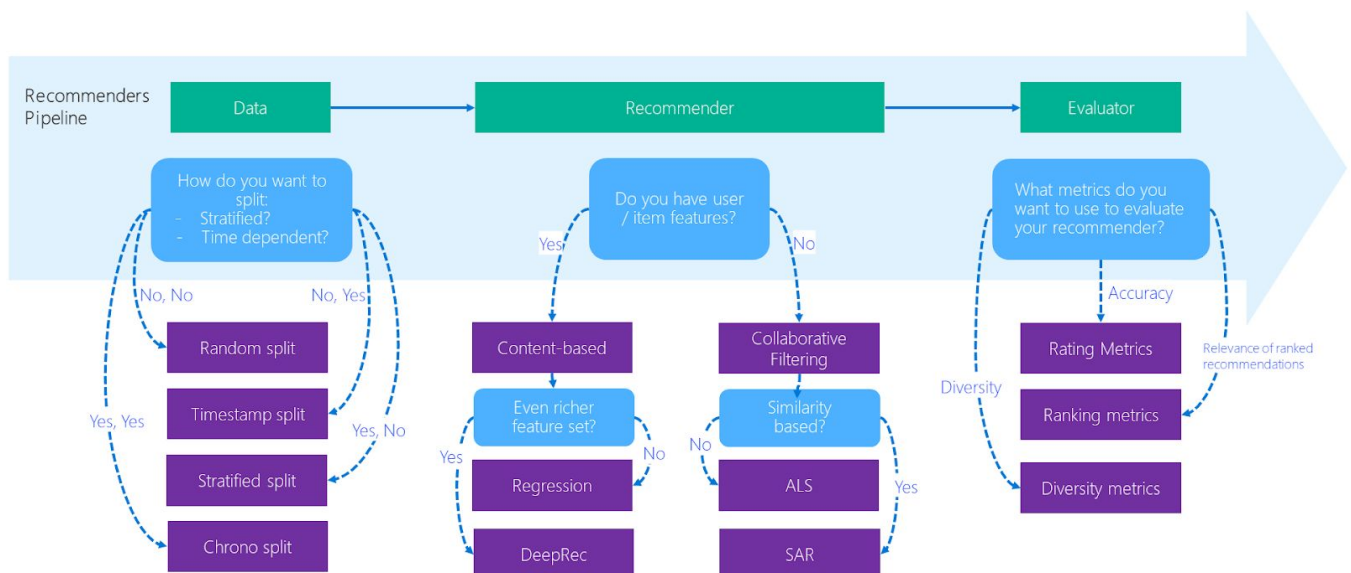 Recommenders
Pipeline
Data
Recommender
Evaluator
How do you want to
split:
- Stratified?
- Time dependent?
Do you have user
/ item features?
What metrics do you
want to use to evaluate
your recommender?
Yes
No
No, No
No, Yes
Accuracy
Random split
Content-based
Collaborative
Filtering
Rating Metrics
Relevance of ranked
recommendations
Diversity
Timestamp split
Yes, Yes
Yes, No
Even richer
feature set?
Similarity
based?
Ranking metrics
Yes
No
No
Yes
Stratified split
Regression
ALS
Diversity metrics
Chrono split
DeepRec
SAR